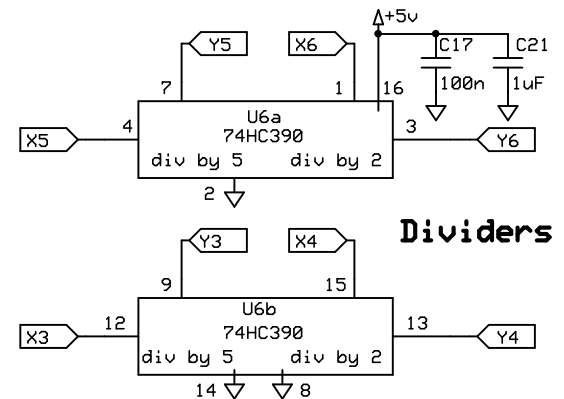 +5v
Y5
X6
C17
C21
7
1
16
100n
1uF
U6a
74HC390
X5
4
3
Y6
div by 5
div by 2
2
Dividers
Y3
X4
9
15
U6b
74HC390
X3
12
13
Y4
div by 5
div by 2
14
8